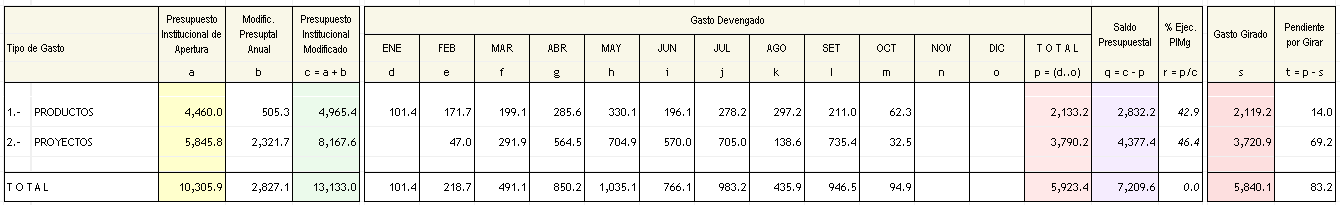 Tipo de Gasto | Presupuesto Institucional de Apertura | Modific. Presuptal Anual | Presupuesto Institucional Modificado | Gasto Devengado | Saldo Presupuestal | % Ejec. PIMg | Gasto Girado | Pendiente por Girar
ENE | FEB | MAR | ABR | MAY | JUN | JUL | AGO | SET | OCT | NOV | DIC | T O T A L
a | b | c = a + b | d | e | f | g | h | i | j | k | l | m | n | o | p = (d..o) | q = c - p | r = p/c | s | t = p - s
1.- PRODUCTOS | 4,460.0 | 505.3 | 4,965.4 | 101.4 | 171.7 | 199.1 | 285.6 | 330.1 | 196.1 | 278.2 | 297.2 | 211.0 | 62.3 | 2,133.2 | 2,832.2 | 42.9 | 2,119.2 | 14.0
2.- PROYECTOS | 5,845.8 | 2,321.7 | 8,167.6 | 47.0 | 291.9 | 564.5 | 704.9 | 570.0 | 705.0 | 138.6 | 735.4 | 32.5 | 3,790.2 | 4,377.4 | 46.4 | 3,720.9 | 69.2
T O T A L | 10,305.9 | 2,827.1 | 13,133.0 | 101.4 | 218.7 | 491.1 | 850.2 | 1,035.1 | 766.1 | 983.2 | 435.9 | 946.5 | 94.9 | 5,923.4 | 7,209.6 | 0.0 | 5,840.1 | 83.2